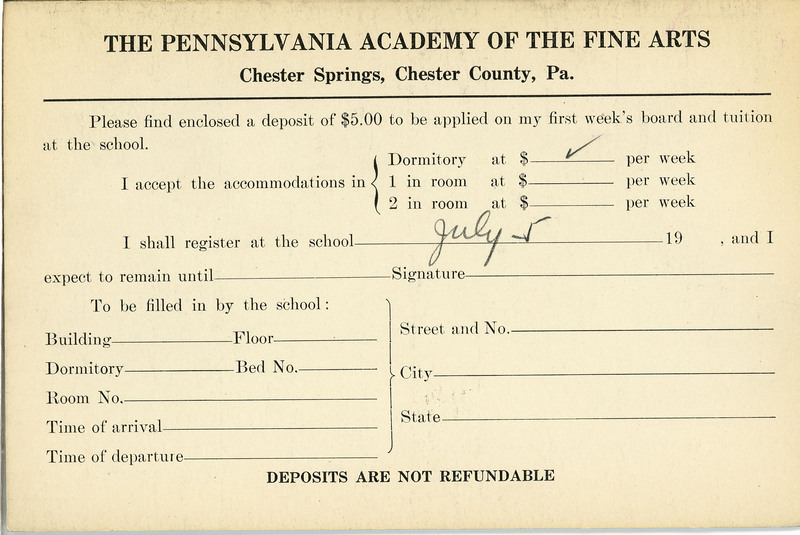 THE PENNSYLVANIA ACADEMY OF THE FINE ARTS
Chester Springs, Chester County, Pa.
Please find enclosed a deposit of $5.00 to be applied on my first week's board and tuition
at the school.
I accept the accommodations in
Dormitory at $ ✓ per week
1 in room at $ per week
2 in room at $ per week
I shall register at the school July 5 19 , and I
expect to remain until Signature
To be filled in by the school:
Building Floor
Dormitory Bed No.
Room No.
Time of arrival
Time of departure
Street and No.
City
State
DEPOSITS ARE NOT REFUNDABLE